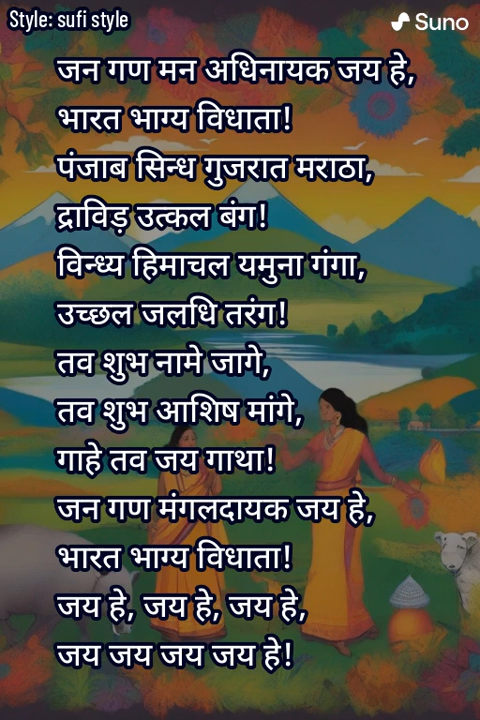 Style: sufi style
Suno
जन गण मन अधिनायक जय हे,
भारत भाग्य विधाता!
पंजाब सिन्ध गुजरात मराठा,
द्राविड़ उत्कल बंग!
विन्ध्य हिमाचल यमुना गंगा,
उच्छल जलधि तरंग!
तव शुभ नामे जागे,
तव शुभ आशिष मांगे,
गाहे तव जय गाथा!
जन गण मंगलदायक जय हे,
भारत भाग्य विधाता!
जय हे, जय हे, जय हे,
जय जय जय जय हे!